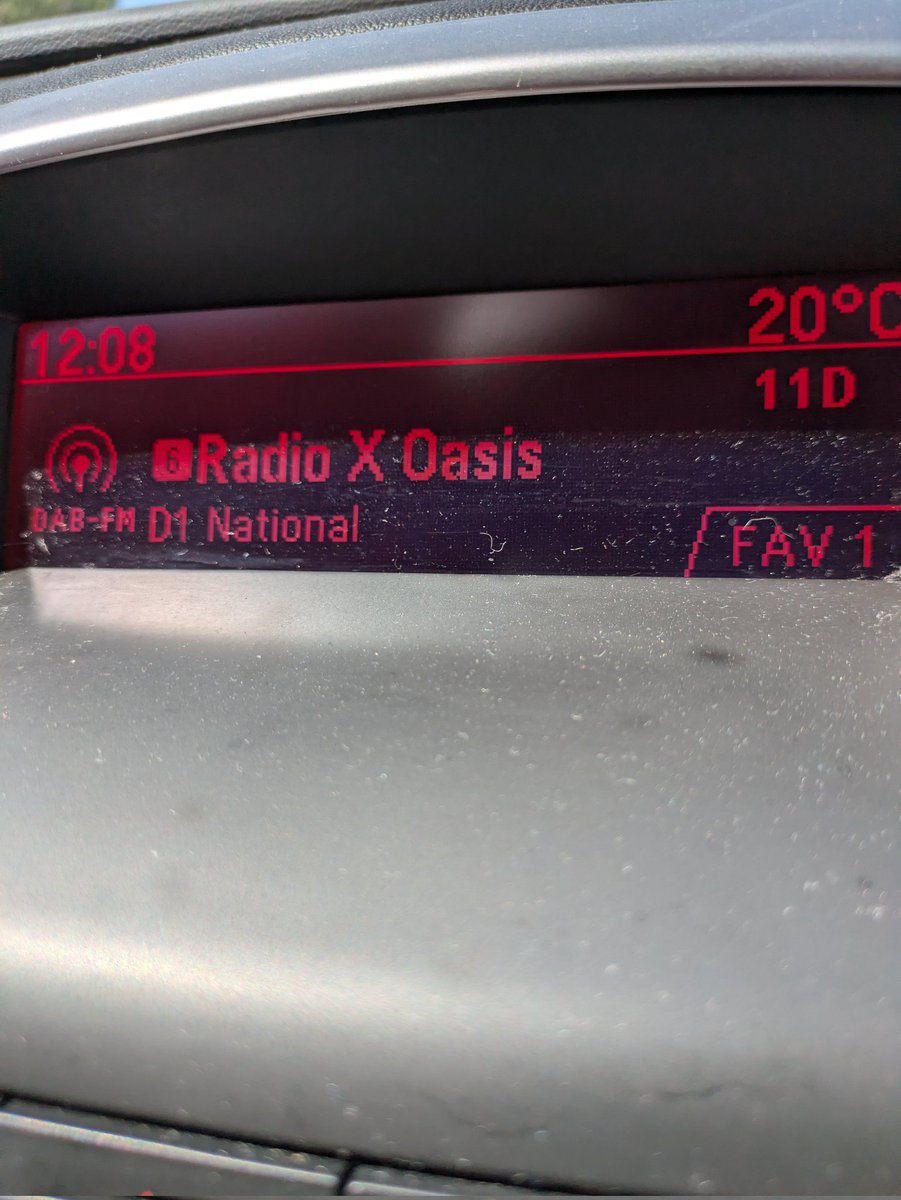 12:08 20°C
11D
6 Radio X Oasis
DAB-FM D1 National
FAV 1